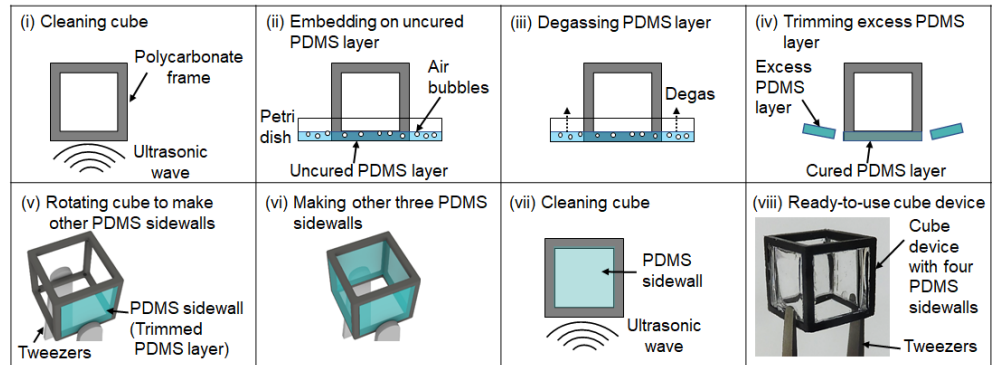 (i) Cleaning cube
Polycarbonate
frame
Ultrasonic
wave
(ii) Embedding on uncured
PDMS layer
Air
bubbles
Petri
dish
Uncured PDMS layer
(iii) Degassing PDMS layer
Degas
(iv) Trimming excess PDMS
layer
Excess
PDMS
layer
Cured PDMS layer
(v) Rotating cube to make
other PDMS sidewalls
PDMS sidewall
(Trimmed
PDMS layer)
Tweezers
(vi) Making other three PDMS
sidewalls
(vii) Cleaning cube
PDMS
sidewall
Ultrasonic
wave
(viii) Ready-to-use cube device
Cube
device
with four
PDMS
sidewalls
Tweezers